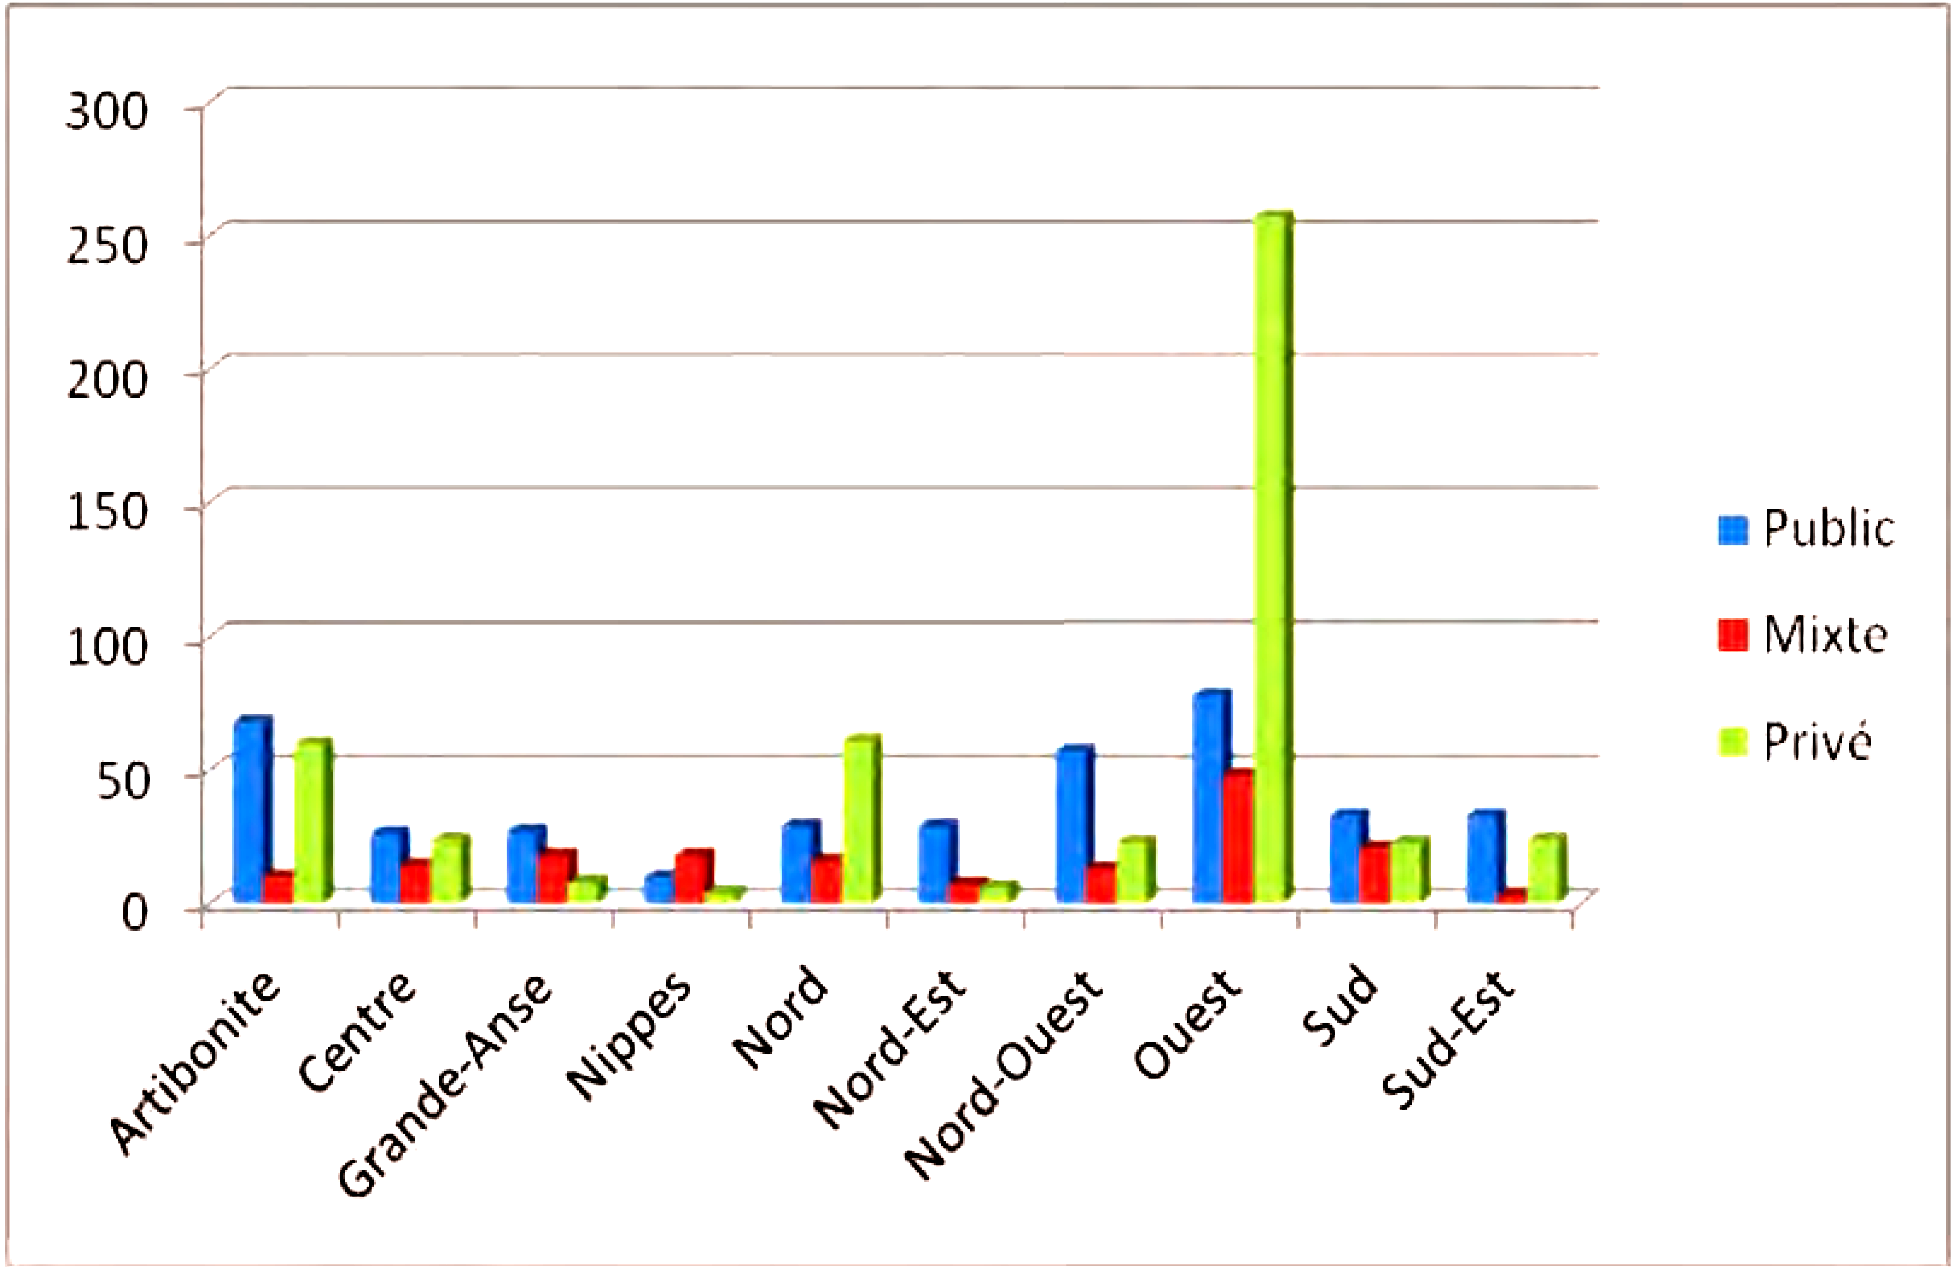 300
250
200
150
100
50
0
Artibonite
Centre
Grande-Anse
Nippes
Nord
Nord-Est
Nord-Ouest
Ouest
Sud
Sud-Est
Public
Mixte
Privé